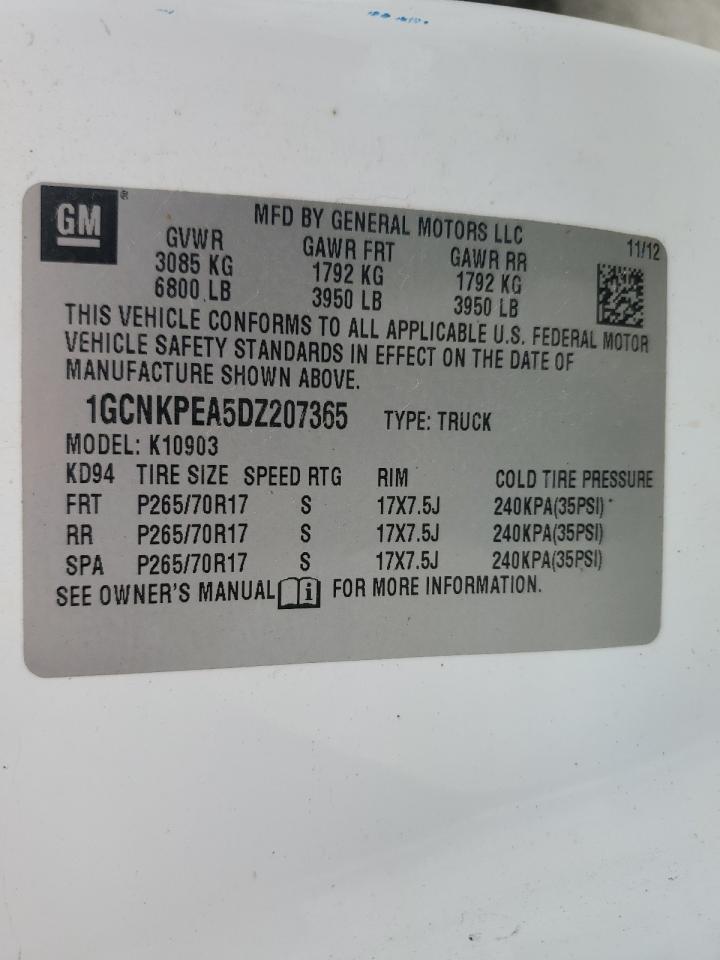 GM ®
MFD BY GENERAL MOTORS LLC
11/12
GVWR GAWR FRT GAWR RR
3085 KG 1792 KG 1792 KG
6800 LB 3950 LB 3950 LB
THIS VEHICLE CONFORMS TO ALL APPLICABLE U.S. FEDERAL MOTOR
VEHICLE SAFETY STANDARDS IN EFFECT ON THE DATE OF
MANUFACTURE SHOWN ABOVE.
1GCNKPEA5DZ207365 TYPE: TRUCK
MODEL: K10903
KD94 TIRE SIZE SPEED RTG RIM COLD TIRE PRESSURE
FRT P265/70R17 S 17X7.5J 240KPA(35PSI)
RR P265/70R17 S 17X7.5J 240KPA(35PSI)
SPA P265/70R17 S 17X7.5J 240KPA(35PSI)
SEE OWNER'S MANUAL i FOR MORE INFORMATION.